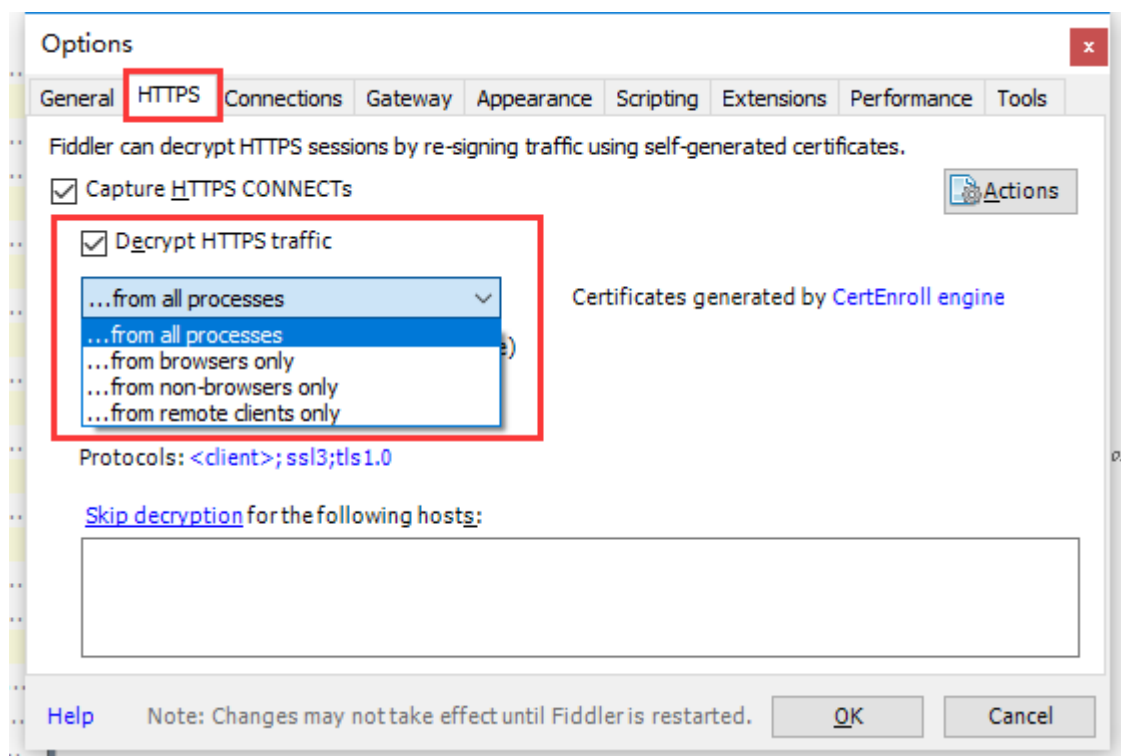 Options
x
General HTTPS Connections Gateway Appearance Scripting Extensions Performance Tools
Fiddler can decrypt HTTPS sessions by re-signing traffic using self-generated certificates.
Capture HTTPS CONNECTs
Actions
Decrypt HTTPS traffic
...from all processes
Certificates generated by CertEnroll engine
...from all processes
...from browsers only
...from non-browsers only
...from remote clients only
Protocols: <client>;ssl3;tls1.0
Skip decryption for the following hosts:
Help Note: Changes may not take effect until Fiddler is restarted. OK Cancel